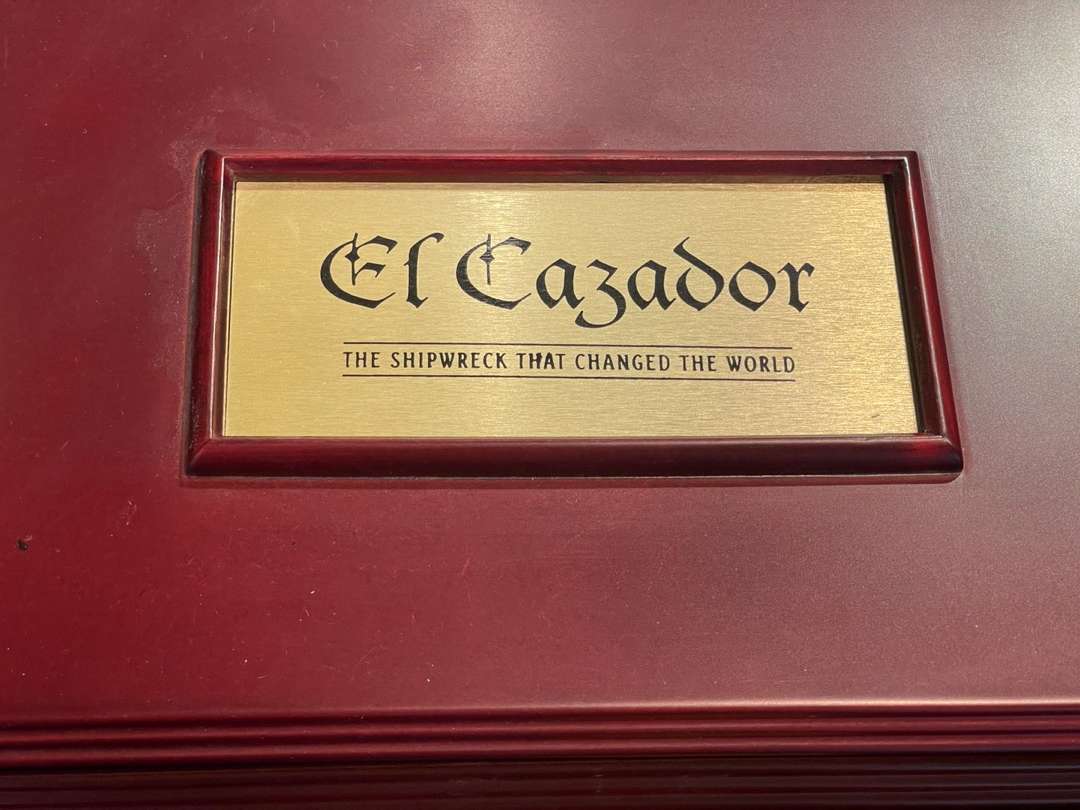 El Cazador
THE SHIPWRECK THAT CHANGED THE WORLD